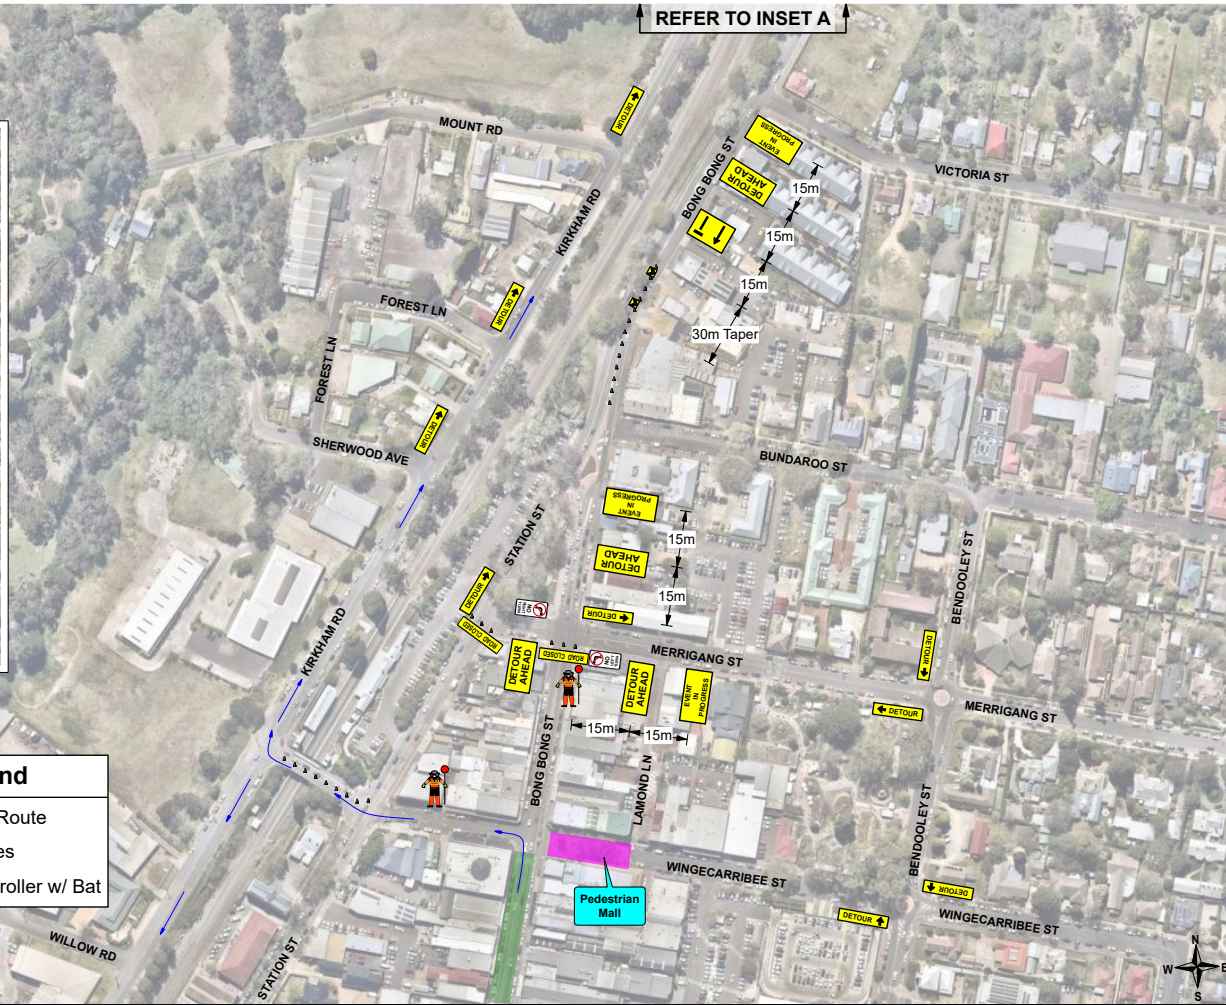 REFER TO INSET A
DETOUR
MOUNT RD
EVENT
IN
PROGRESS
BONG BONG ST
DETOUR
AHEAD
VICTORIA ST
15m
KIRKHAM RD
15m
15m
DETOUR
FOREST LN
30m Taper
FOREST LN
DETOUR
SHERWOOD AVE
BUNDAROO ST
EVENT
IN
PROGRESS
STATION ST
15m
DETOUR
AHEAD
BENDOOLEY ST
DETOUR
15m
NO
DETOUR
ROAD CLOSED
KIRKHAM RD
DETOUR
AHEAD
ROAD CLOSED
NO
LEFT
TURN
MERRIGANG ST
DETOUR
DETOUR
AHEAD
EVENT
IN
PROGRESS
DETOUR
MERRIGANG ST
15m
15m
BONG BONG ST
LAMOND LN
nd
Route
es
roller w/ Bat
BENDOOLEY ST
WINGECARRIBEE ST
Pedestrian
Mall
DETOUR
DETOUR
WINGECARRIBEE ST
WILLOW RD
STATION ST
N
W
E
S